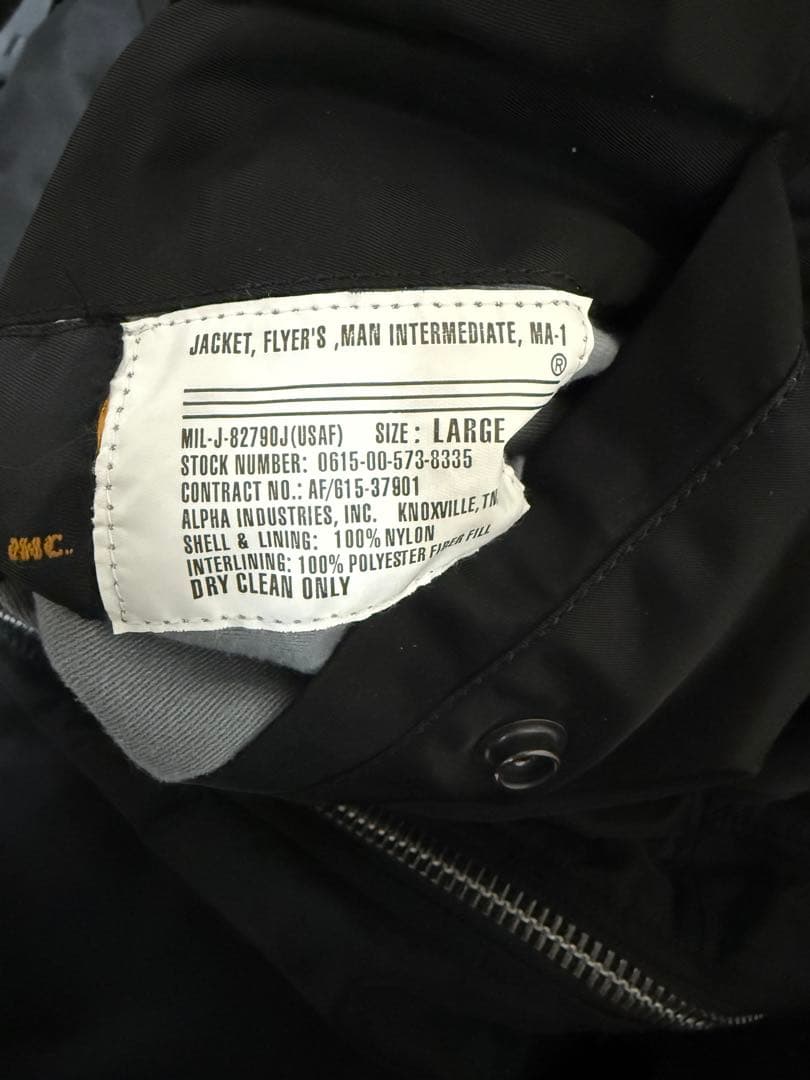 JACKET, FLYER'S ,MAN INTERMEDIATE, MA-1
®
MIL-J-82790J(USAF) SIZE: LARGE
STOCK NUMBER: 0615-00-573-8335
CONTRACT NO.: AF/615-37901
ALPHA INDUSTRIES, INC. KNOXVILLE, TN.
SHELL & LINING: 100% NYLON
INTERLINING: 100% POLYESTER FIBER FILL
DRY CLEAN ONLY
INC.